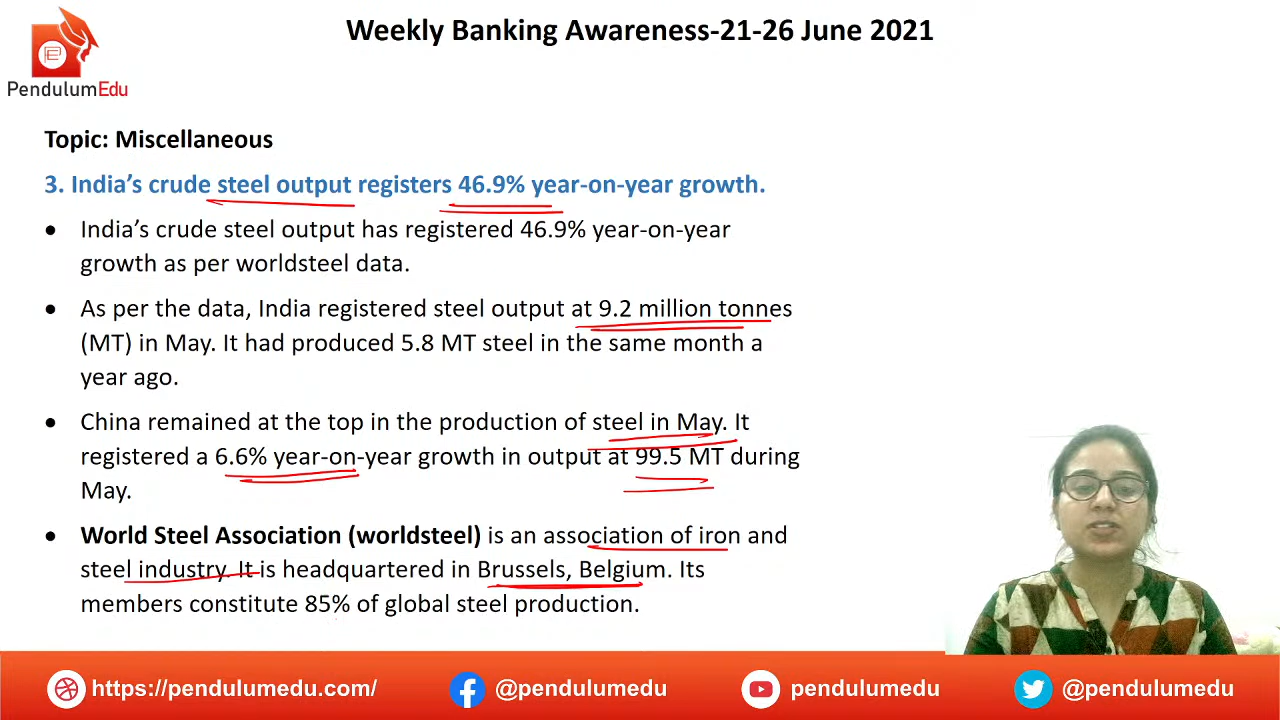 Weekly Banking Awareness-21-26 June 2021
PendulumEdu
Topic: Miscellaneous
3. India's crude steel output registers 46.9% year-on-year growth.
• India's crude steel output has registered 46.9% year-on-year
growth as per worldsteel data.
• As per the data, India registered steel output at 9.2 million tonnes
(MT) in May. It had produced 5.8 MT steel in the same month a
year ago.
• China remained at the top in the production of steel in May. It
registered a 6.6% year-on-year growth in output at 99.5 MT during
May.
• World Steel Association (worldsteel) is an association of iron and
steel industry. It is headquartered in Brussels, Belgium. Its
members constitute 85% of global steel production.
https://pendulumedu.com/ @pendulumedu pendulumedu @pendulumedu